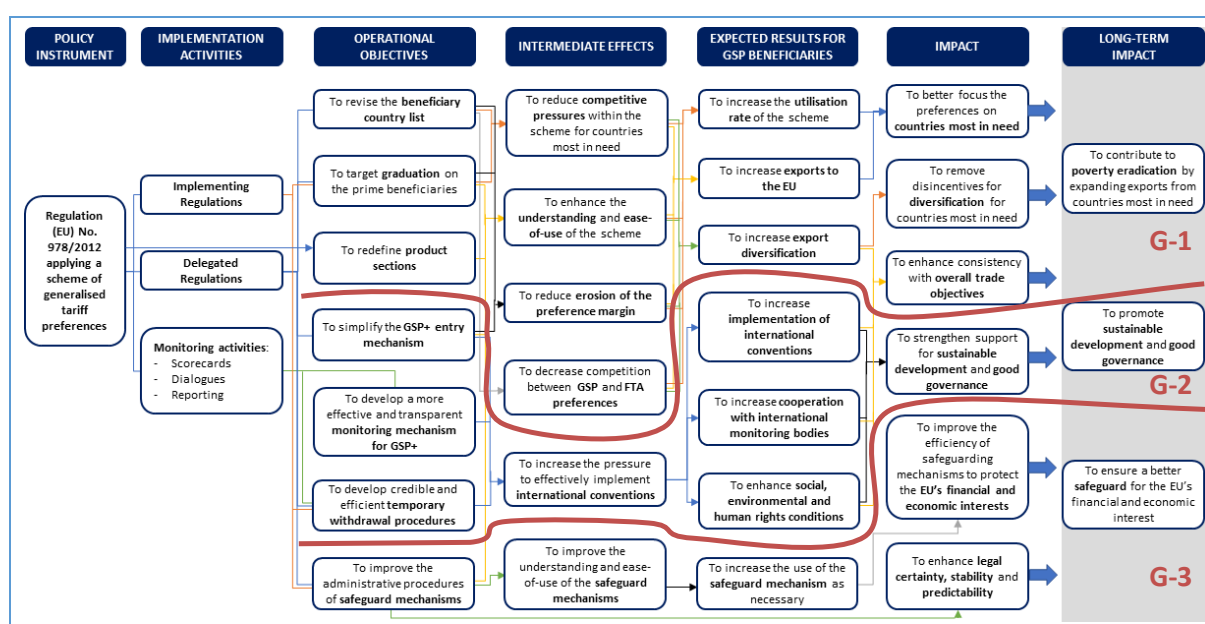 POLICY
INSTRUMENT
IMPLEMENTATION
ACTIVITIES
OPERATIONAL
OBJECTIVES
INTERMEDIATE EFFECTS
EXPECTED RESULTS FOR
GSP BENEFICIARIES
IMPACT
LONG-TERM
IMPACT
Regulation
(EU) No.
978/2012
applying a
scheme of
generalised
tariff
preferences
Implementing
Regulations
Delegated
Regulations
Monitoring activities:
- Scorecards
- Dialogues
- Reporting
To revise the beneficiary
country list
To target graduation on
the prime beneficiaries
To redefine product
sections
To simplify the GSP+ entry
mechanism
To develop a more
effective and transparent
monitoring mechanism
for GSP+
To develop credible and
efficient temporary
withdrawal procedures
To improve the
administrative procedures
of safeguard mechanisms
To reduce competitive
pressures within the
scheme for countries
most in need
To enhance the
understanding and ease-
of-use of the scheme
To reduce erosion of the
preference margin
To decrease competition
between GSP and FTA
preferences
To increase the pressure
to effectively implement
international conventions
To improve the
understanding and ease-
of-use of the safeguard
mechanisms
To increase the utilisation
rate of the scheme
To increase exports to
the EU
To increase export
diversification
To increase
implementation of
international
conventions
To increase cooperation
with international
monitoring bodies
To enhance social,
environmental and
human rights conditions
To increase the use of the
safeguard mechanism as
necessary
To better focus the
preferences on
countries most in need
To remove
disincentives for
diversification for
countries most in need
To enhance consistency
with overall trade
objectives
To strengthen support
for sustainable
development and good
governance
To improve the
efficiency of
safeguarding
mechanisms to protect
the EU's financial and
economic interests
To enhance legal
certainty, stability and
predictability
To contribute to
poverty eradication by
expanding exports from
countries most in need
G-1
To promote
sustainable
development and good
governance
G-2
To ensure a better
safeguard for the EU's
financial and economic
interest
G-3